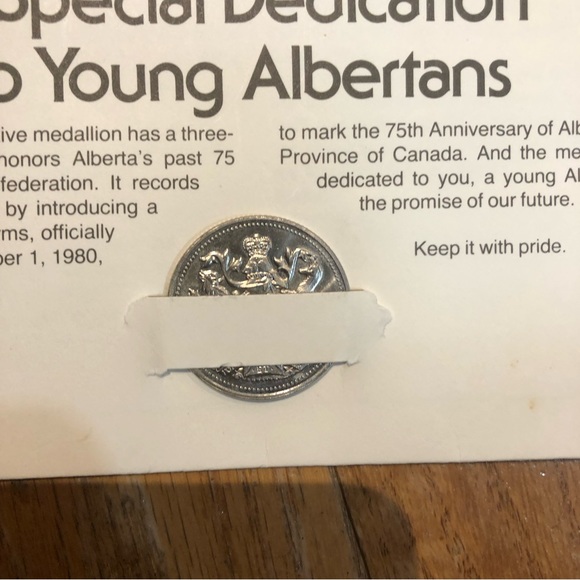 Special Dedication
o Young Albertans
ive medallion has a three-
honors Alberta's past 75
federation. It records
by introducing a
ms, officially
er 1, 1980,
to mark the 75th Anniversary of Alb
Province of Canada. And the me
dedicated to you, a young Al
the promise of our future.
Keep it with pride.